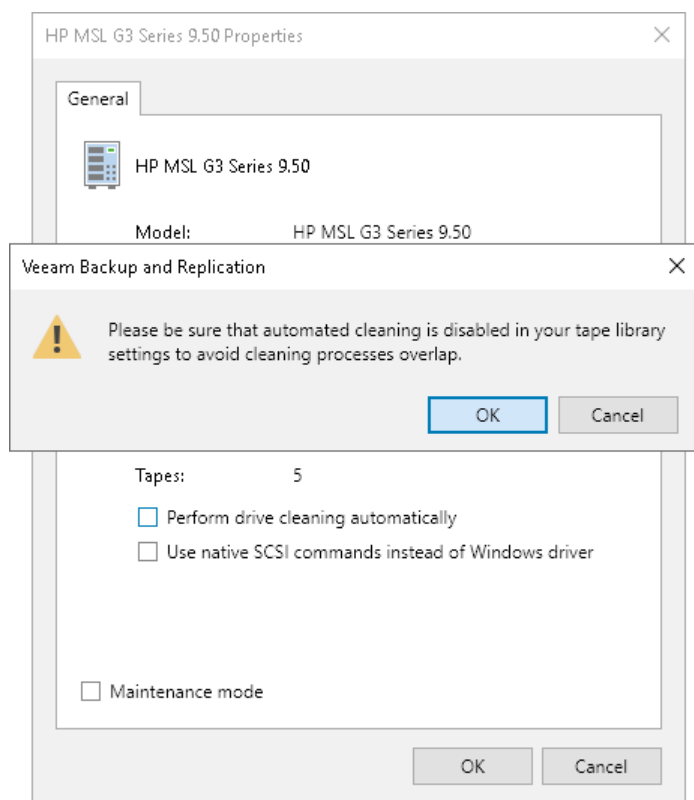 HP MSL G3 Series 9.50 Properties
General
HP MSL G3 Series 9.50
Model: HP MSL G3 Series 9.50
Veeam Backup and Replication
Please be sure that automated cleaning is disabled in your tape library
settings to avoid cleaning processes overlap.
OK Cancel
Tapes: 5
Perform drive cleaning automatically
Use native SCSI commands instead of Windows driver
Maintenance mode
OK Cancel